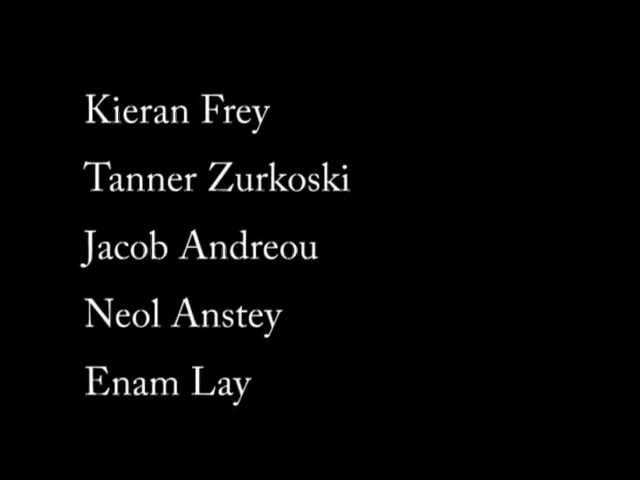 Kieran Frey
Tanner Zurkoski
Jacob Andreou
Neol Anstey
Enam Lay